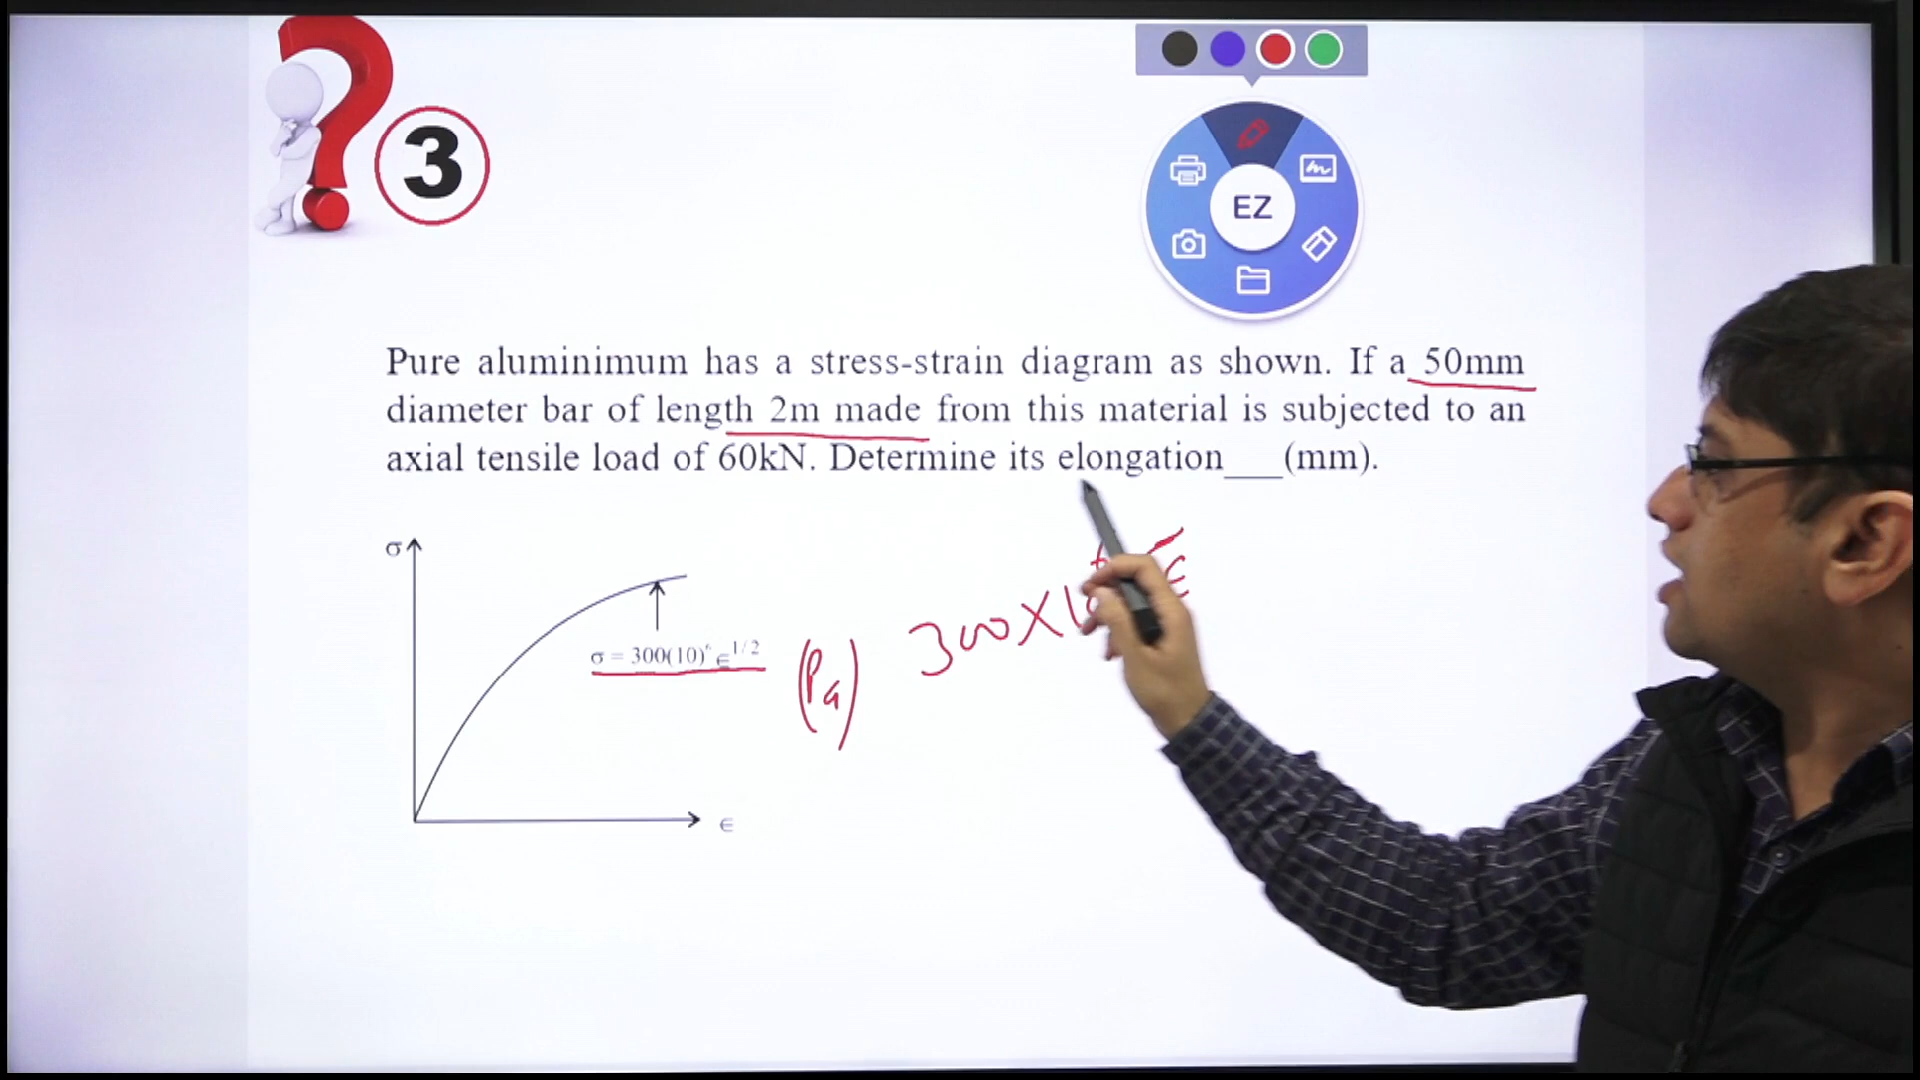 3
EZ
Pure aluminimum has a stress-strain diagram as shown. If a 50mm
diameter bar of length 2m made from this material is subjected to an
axial tensile load of 60kN. Determine its elongation___(mm).
σ
σ = 300(10)⁶ ∈^1/2
(Pa)
300×10
∈
∈